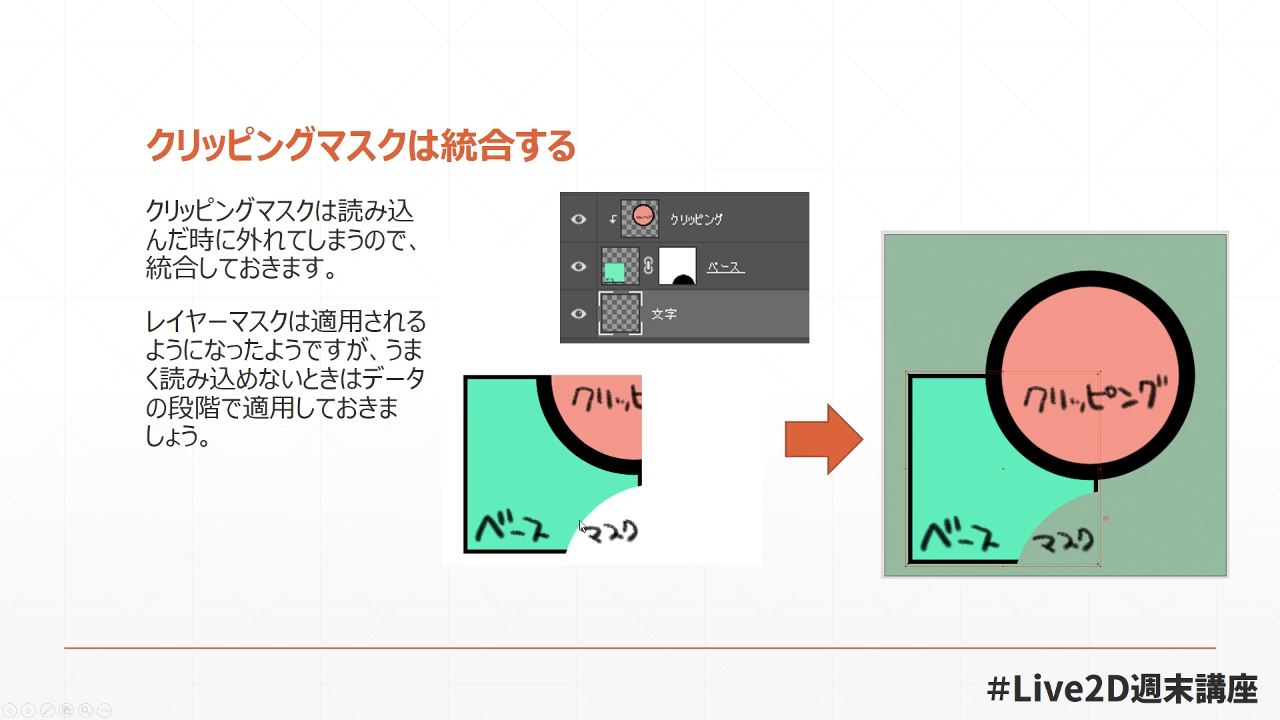 クリッピングマスクは統合する
クリッピングマスクは読み込
んだ時に外れてしまうので、
統合しておきます。
レイヤーマスクは適用される
ようになったようですが、うま
く読み込めないときはデータ
の段階で適用しておきま
しょう。
クリッピング
ベース
文字
クリッピ
ベース
マスク
クリッピング
ベース
マスク
#Live2D週末講座